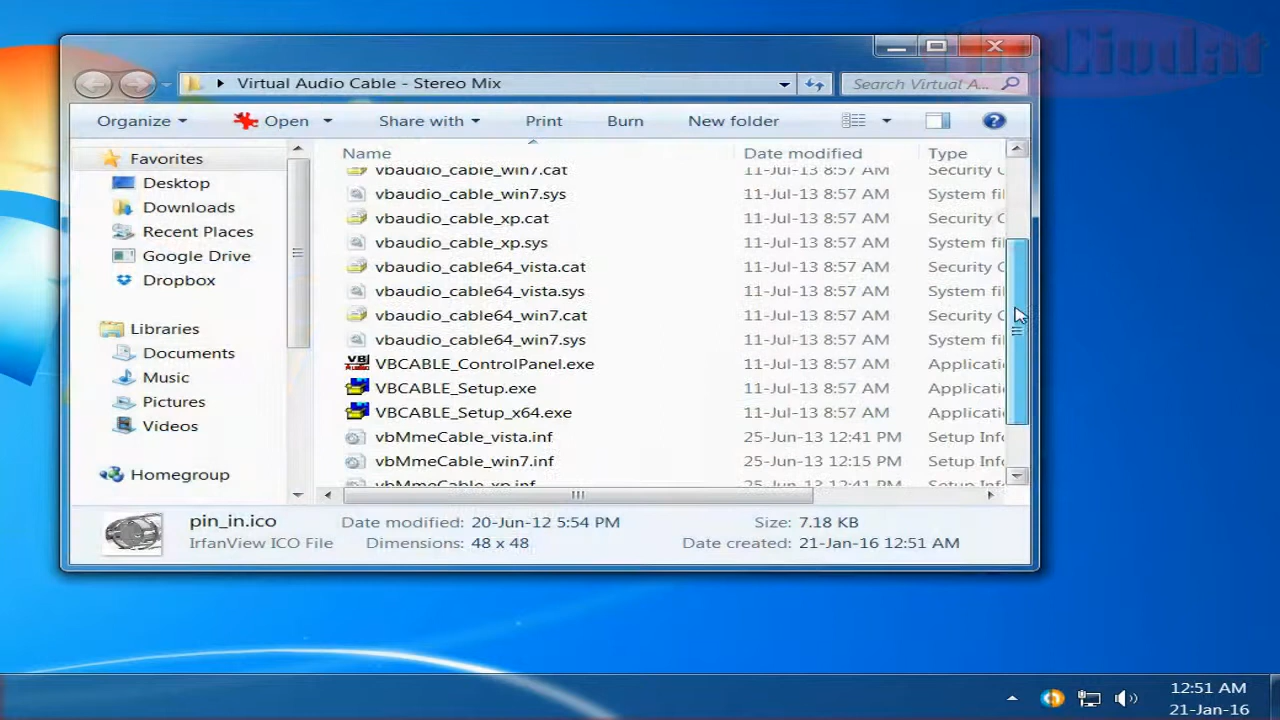 Virtual Audio Cable - Stereo Mix
Search Virtual A...
Organize
Open
Share with
Print
Burn
New folder
Name
Date modified
Type
Favorites
Desktop
Downloads
Recent Places
Google Drive
Dropbox
Libraries
Documents
Music
Pictures
Videos
Homegroup
vbaudio_cable_win7.cat 11-Jul-13 8:57 AM Security C
vbaudio_cable_win7.sys 11-Jul-13 8:57 AM System fil
vbaudio_cable_xp.cat 11-Jul-13 8:57 AM Security C
vbaudio_cable_xp.sys 11-Jul-13 8:57 AM System fil
vbaudio_cable64_vista.cat 11-Jul-13 8:57 AM Security C
vbaudio_cable64_vista.sys 11-Jul-13 8:57 AM System fil
vbaudio_cable64_win7.cat 11-Jul-13 8:57 AM Security C
vbaudio_cable64_win7.sys 11-Jul-13 8:57 AM System fil
VBCABLE_ControlPanel.exe 11-Jul-13 8:57 AM Applicati
VBCABLE_Setup.exe 11-Jul-13 8:57 AM Applicati
VBCABLE_Setup_x64.exe 11-Jul-13 8:57 AM Applicati
vbMmeCable_vista.inf 25-Jun-13 12:41 PM Setup Info
vbMmeCable_win7.inf 25-Jun-13 12:15 PM Setup Info
vbMmeCable_xp.inf 25-Jun-13 12:41 PM Setup Info
pin_in.ico Date modified: 20-Jun-12 5:54 PM Size: 7.18 KB
IrfanView ICO File Dimensions: 48 x 48 Date created: 21-Jan-16 12:51 AM
12:51 AM
21-Jan-16